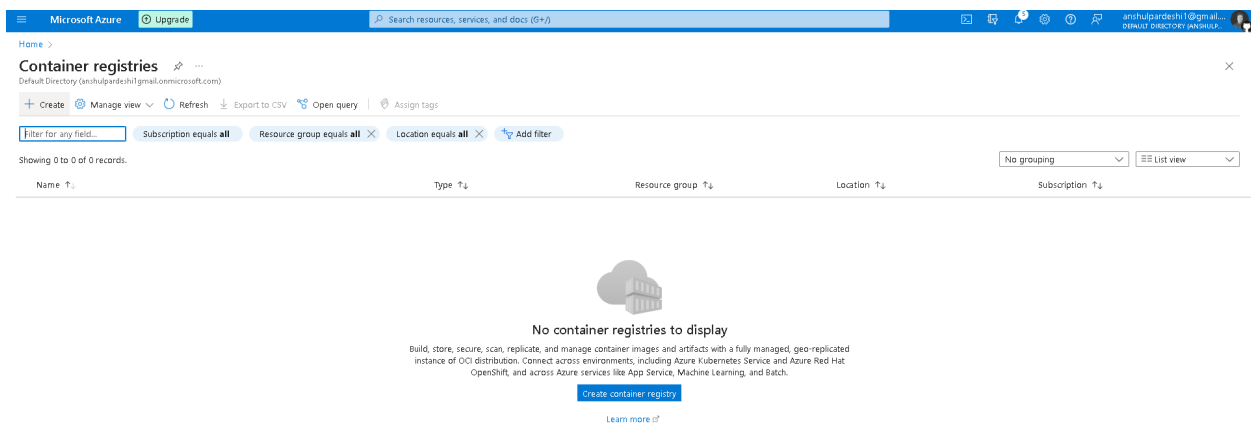 Microsoft Azure Upgrade Search resources, services, and docs (G+/) 5 anshulpardeshi1@gmail....
DEFAULT DIRECTORY (ANSHULP...
Home >
Container registries ...
Default Directory (anshulpardeshi1gmail.onmicrosoft.com)
+ Create Manage view Refresh Export to CSV Open query Assign tags
Filter for any field... Subscription equals all Resource group equals all Location equals all Add filter
Showing 0 to 0 of 0 records. No grouping List view
Name ↑↓ Type ↑↓ Resource group ↑↓ Location ↑↓ Subscription ↑↓
No container registries to display
Build, store, secure, scan, replicate, and manage container images and artifacts with a fully managed, geo-replicated
instance of OCI distribution. Connect across environments, including Azure Kubernetes Service and Azure Red Hat
OpenShift, and across Azure services like App Service, Machine Learning, and Batch.
Create container registry
Learn more